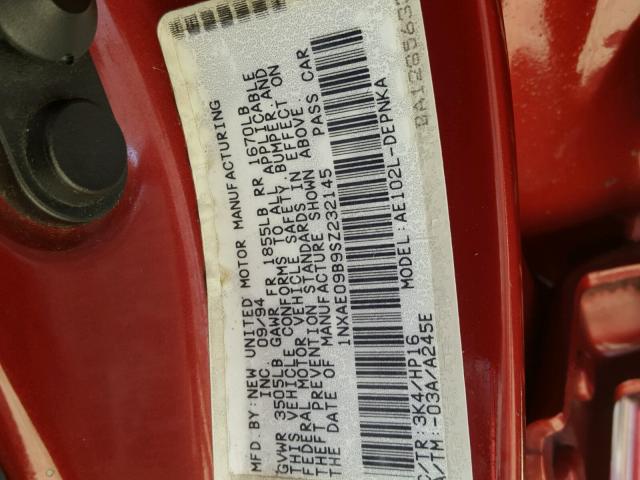 MFD.BY:NEW UNITED MOTOR MANUFACTURING
INC. 09/94
GVWR 3505LB GAWR FR 1855LB RR 1670LB
THIS VEHICLE CONFORMS TO ALL APPLICABLE
FEDERAL MOTOR VEHICLE SAFETY, BUMPER, AND
THEFT PREVENTION STANDARDS IN EFFECT ON
THE DATE OF MANUFACTURE SHOWN ABOVE.
1NXAE09B9SZ232145 PASS CAR
MODEL:AE102L-DEPNKA
C/TR:3K4/HP16
A/TM:-03A/A245E